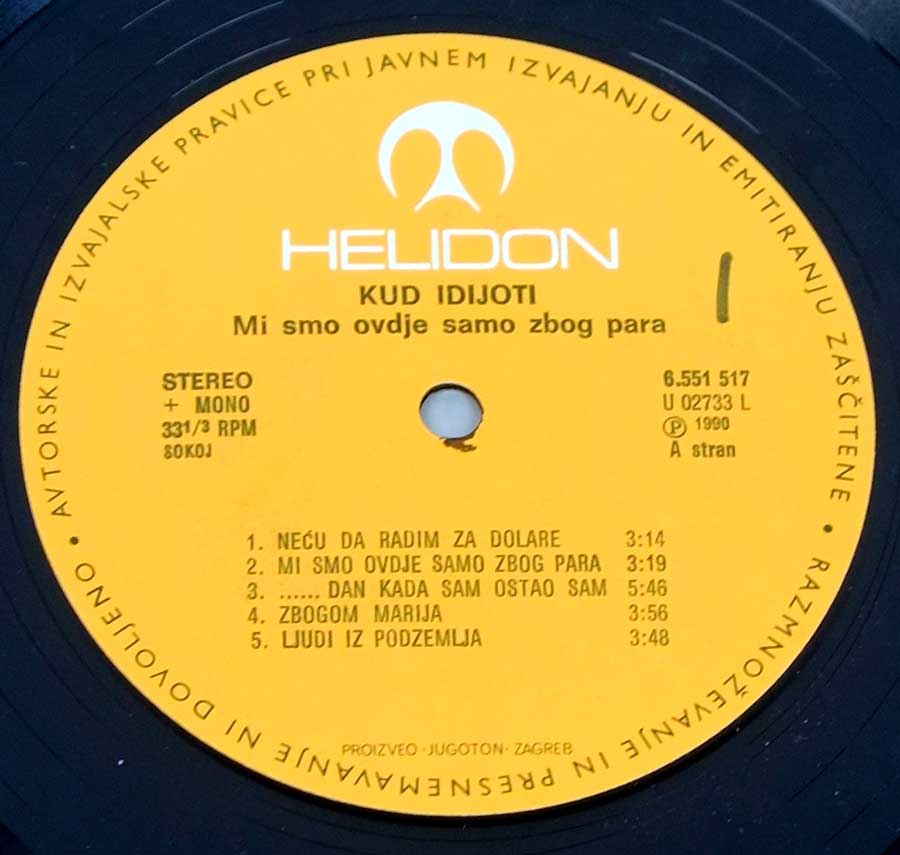 AVTORSKE IN IZVAJALSKE PRAVICE PRI JAVNEM IZVAJANJU IN EMITIRANJU ZAŠČITENE • RAZMNOŽEVANJE IN PRESNEMAVANJE NI DOVOLJENO •
HELIDON
KUD IDIJOTI
Mi smo ovdje samo zbog para
STEREO
+ MONO
33 1/3 RPM
SOKOJ
6.551 517
U 02733 L
Ⓟ 1990
A stran
1. NEĆU DA RADIM ZA DOLARE 3:14
2. MI SMO OVDJE SAMO ZBOG PARA 3:19
3. ...... DAN KADA SAM OSTAO SAM 5:46
4. ZBOGOM MARIJA 3:56
5. LJUDI IZ PODZEMLJA 3:48
PROIZVEO · JUGOTON · ZAGREB